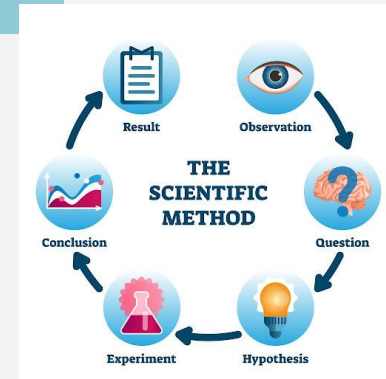 Result
Observation
THE
SCIENTIFIC
METHOD
Conclusion
Question
?
Experiment
Hypothesis